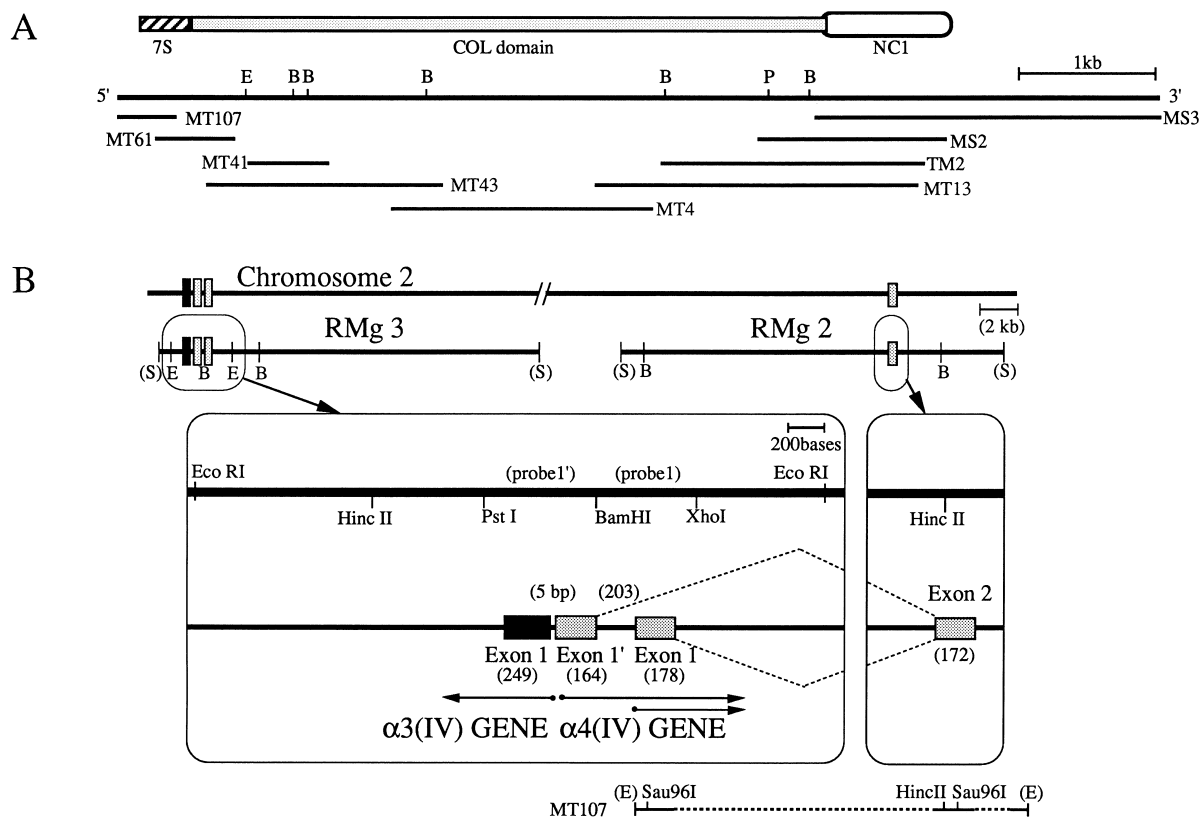 A
7S COL domain NC1
E B B B B P B 1kb
5' 3'
MT107 MS3
MT61 MS2
MT41 TM2
MT43 MT13
MT4
B
Chromosome 2
(2 kb)
RMg 3 RMg 2
(S) E B E B (S) (S) B B (S)
200bases
Eco RI (probe1') (probe1) Eco RI
Hinc II Pst I BamHI XhoI Hinc II
(5 bp) (203) Exon 2
Exon 1 Exon 1' Exon 1 (172)
(249) (164) (178)
α3(IV) GENE α4(IV) GENE
(E) Sau96I HincII Sau96I (E)
MT107